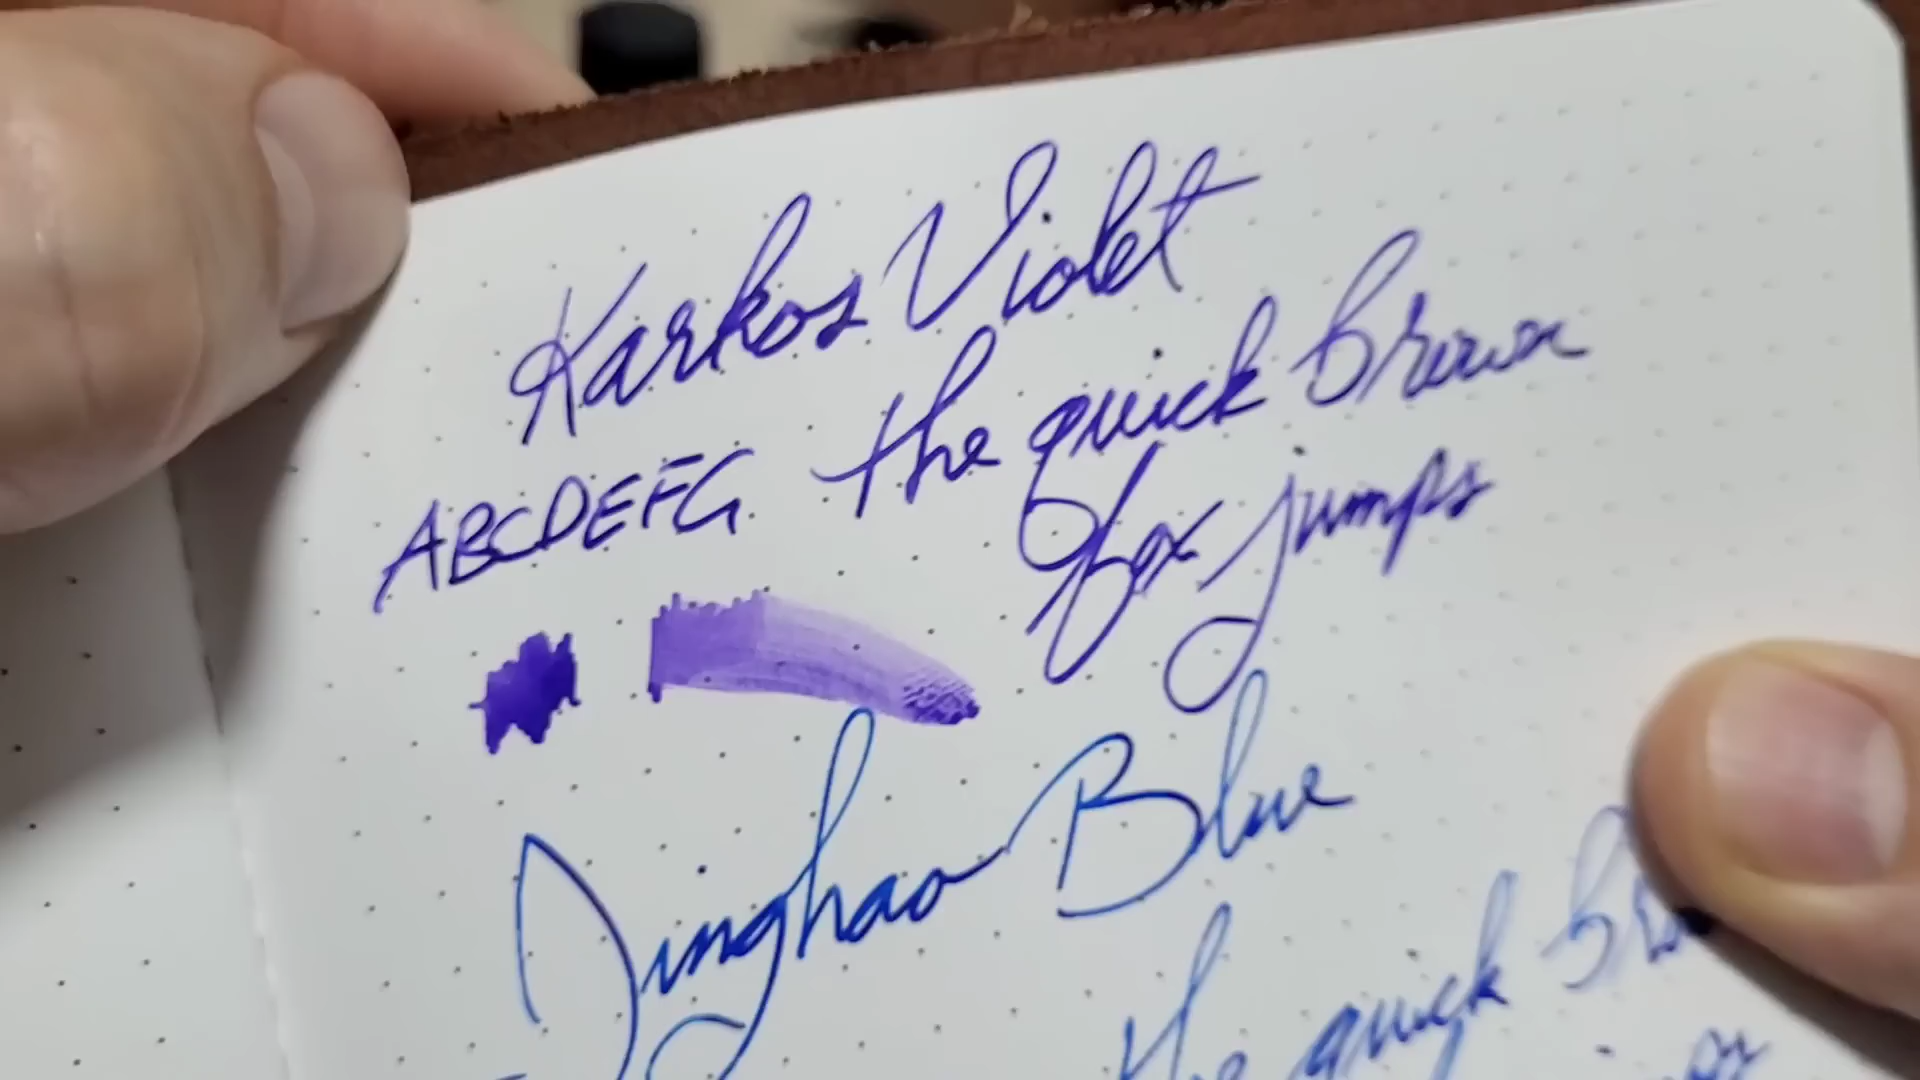 Karkos Violet
ABCDEFG the quick brown
fox jumps
Jinghao Blue
the quick